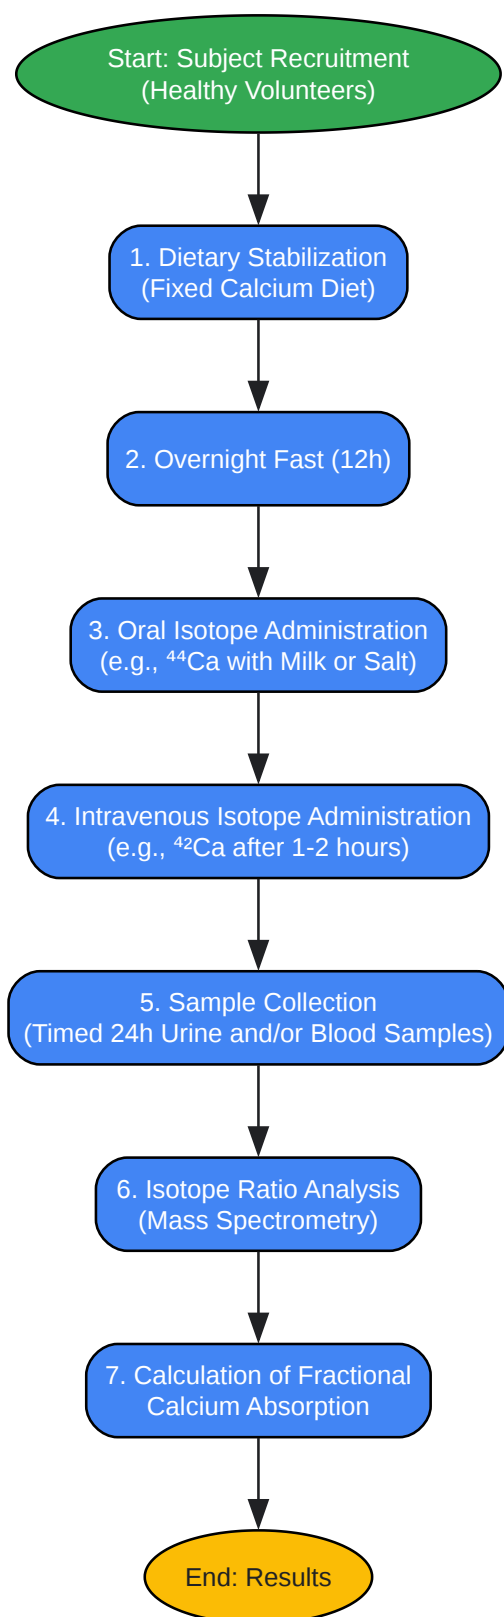 Start: Subject Recruitment
(Healthy Volunteers)
1. Dietary Stabilization
(Fixed Calcium Diet)
2. Overnight Fast (12h)
3. Oral Isotope Administration
(e.g., ⁴⁴Ca with Milk or Salt)
4. Intravenous Isotope Administration
(e.g., ⁴²Ca after 1-2 hours)
5. Sample Collection
(Timed 24h Urine and/or Blood Samples)
6. Isotope Ratio Analysis
(Mass Spectrometry)
7. Calculation of Fractional
Calcium Absorption
End: Results